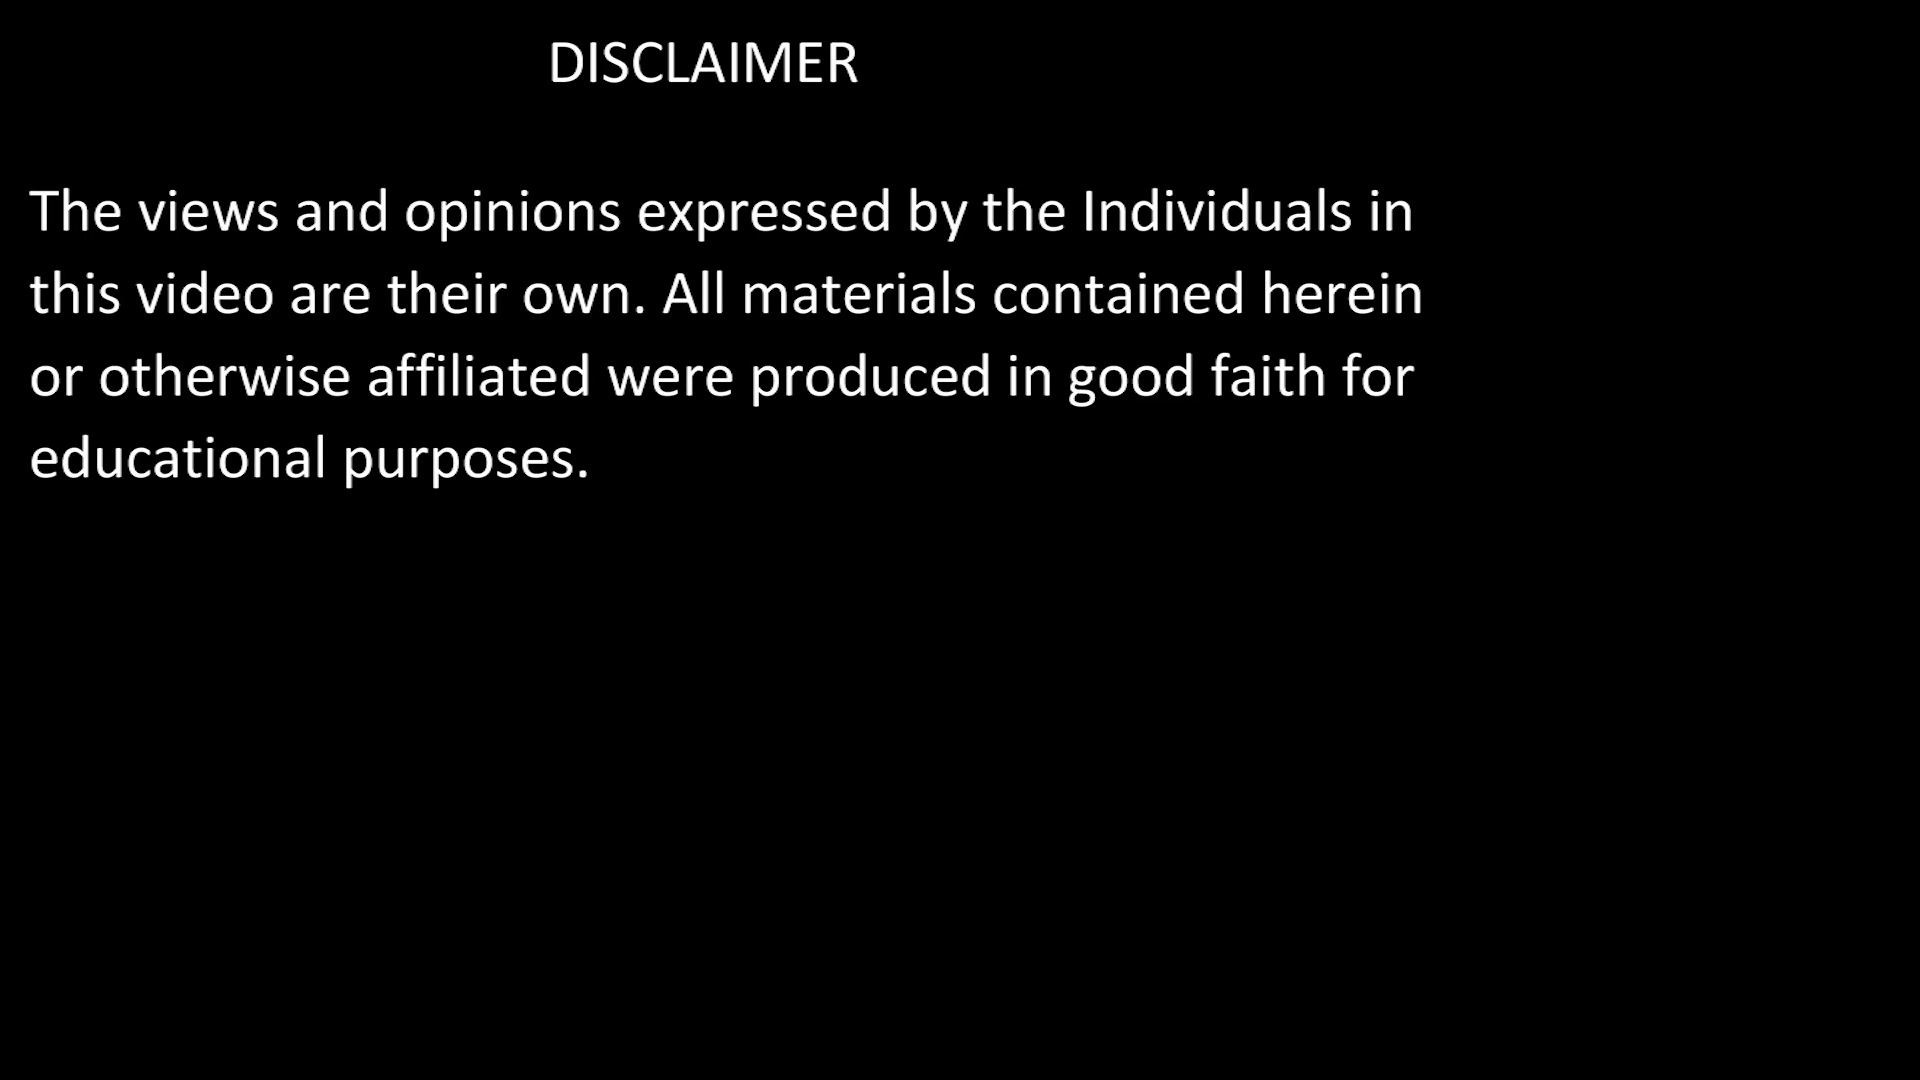 DISCLAIMER
The views and opinions expressed by the Individuals in
this video are their own. All materials contained herein
or otherwise affiliated were produced in good faith for
educational purposes.